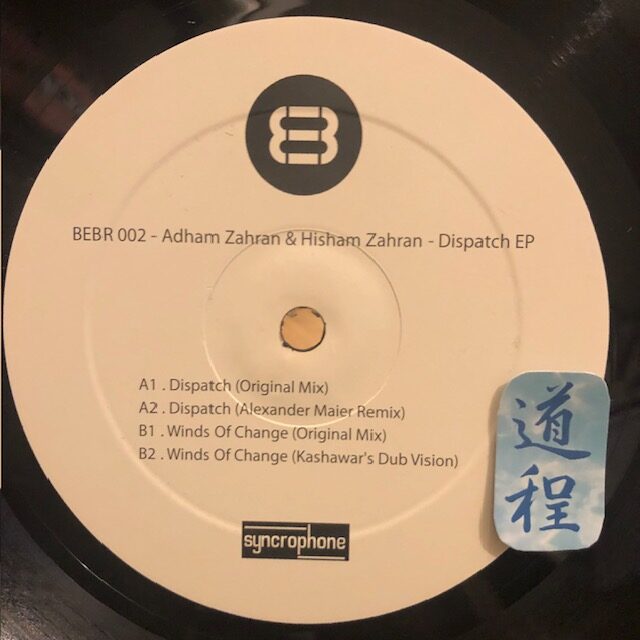 BEBR 002 - Adham Zahran & Hisham Zahran - Dispatch EP
A1 . Dispatch (Original Mix)
A2 . Dispatch (Alexander Maier Remix)
B1 . Winds Of Change (Original Mix)
B2 . Winds Of Change (Kashawar's Dub Vision)
道程
syncrophone